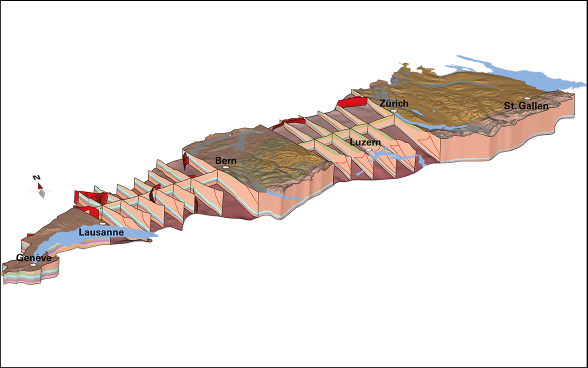 Zürich
St. Gallen
Luzern
Bern
N
Lausanne
Genève